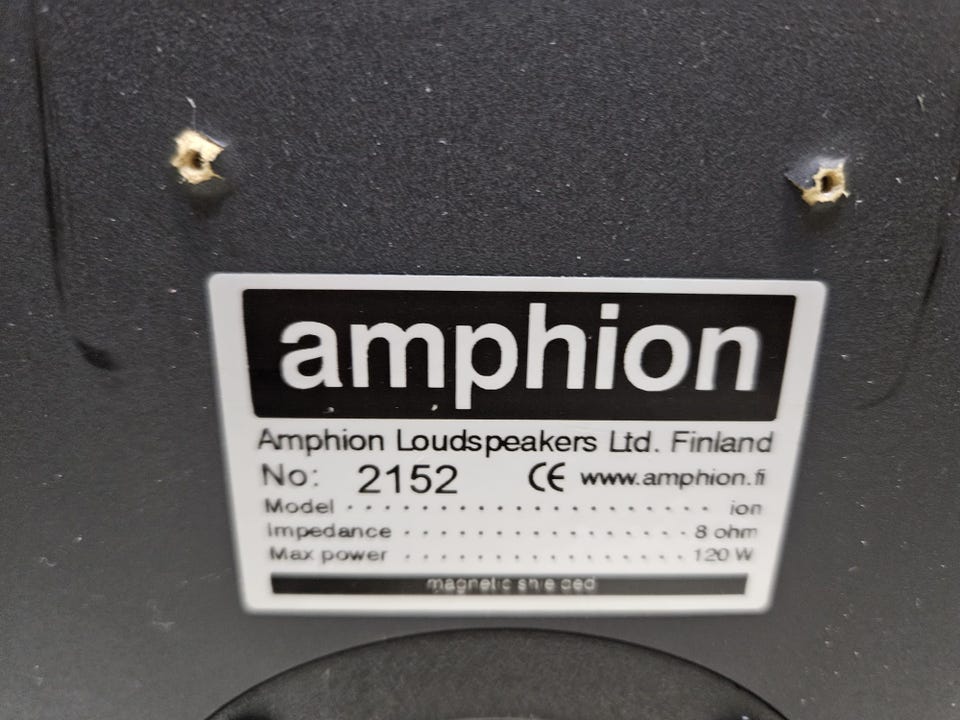 amphion
Amphion Loudspeakers Ltd. Finland
No: 2152 CE www.amphion.fi
Model . . . . . . . . . . . . . . . . . . . . ion
Impedance . . . . . . . . . . . . . . . . 8 ohm
Max power . . . . . . . . . . . . . . . . 120 W
magnetic shielded